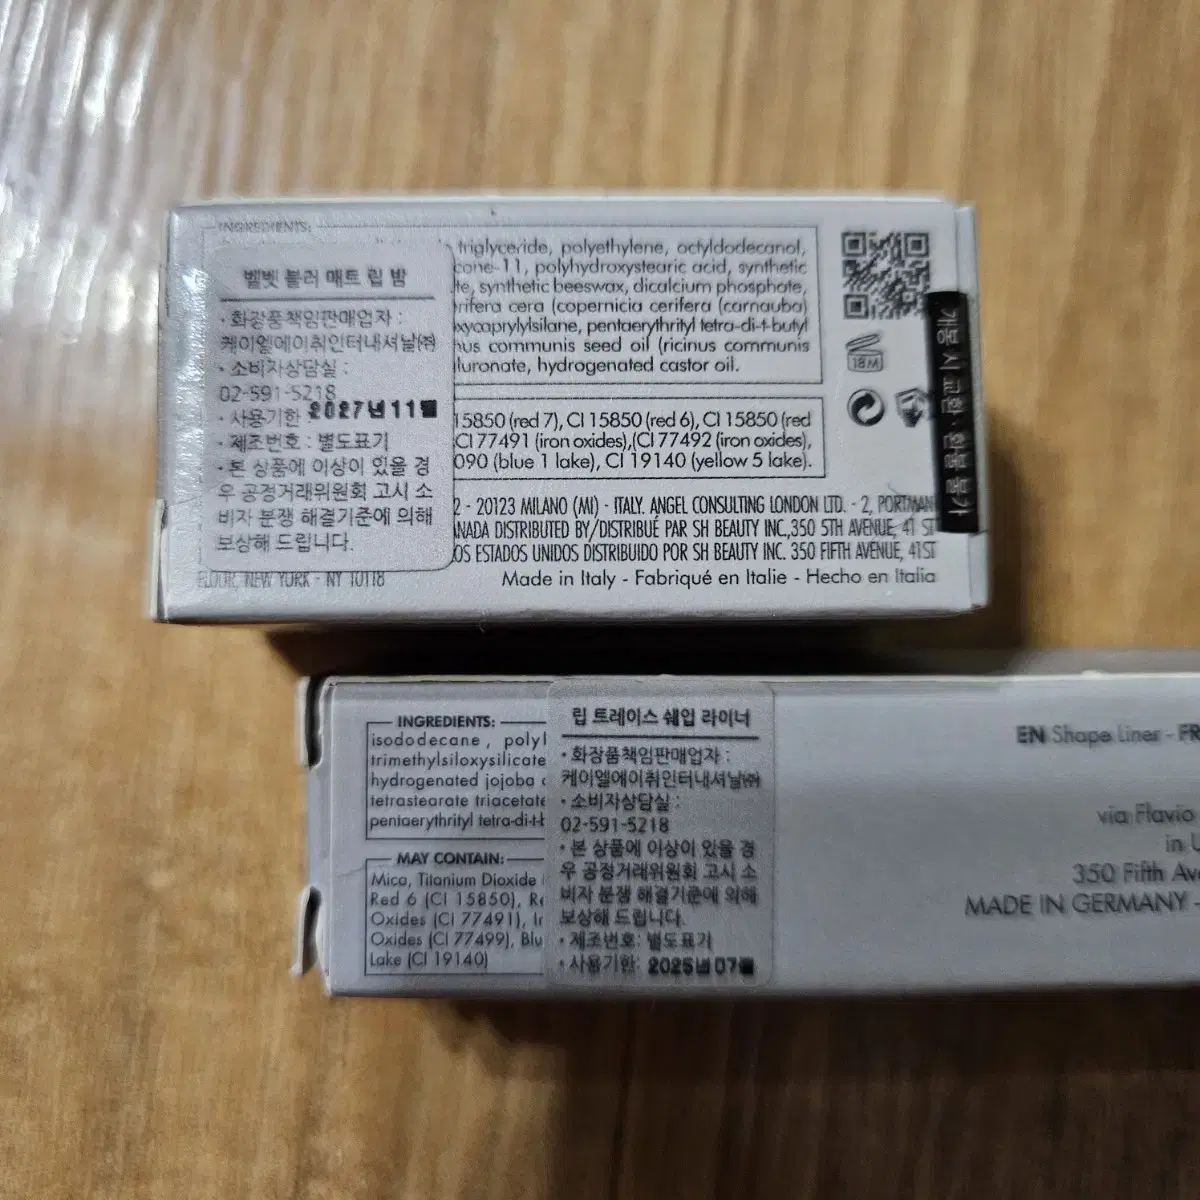 INGREDIENTS:
triglyceride, polyethylene, octyldodecanol,
cone-11, polyhydroxystearic acid, synthetic
synthetic beeswax, dicalcium phosphate,
cera (copernicia cerifera (carnauba)
pentaerythrityl tetra-di-t-butyl
communis seed oil (ricinus communis
hydrogenated castor oil.
벨벳 블러 매트 립 밤
· 화장품책임판매업자 :
케이엘에이취인터내셔날㈜
· 소비자상담실 :
02-591-5218
· 사용기한 2027년11월
· 제조번호 : 별도표기
· 본 상품에 이상이 있을 경
우 공정거래위원회 고시 소
비자 분쟁 해결기준에 의해
보상해 드립니다.
15850 (red 7), CI 15850 (red 6), CI 15850 (red
CI 77491 (iron oxides),(CI 77492 (iron oxides),
090 (blue 1 lake), CI 19140 (yellow 5 lake).
2 - 20123 MILANO (MI) - ITALY. ANGEL CONSULTING LONDON LTD. - 2, PORTMAN
DISTRIBUTED BY/DISTRIBUÉ PAR SH BEAUTY INC,350 5TH AVENUE, 41 ST
OS ESTADOS UNIDOS DISTRIBUIDO POR SH BEAUTY INC. 350 FIFTH AVENUE, 41ST
FLOOR, NEW YORK - NY 10118
Made in Italy - Fabriqué en Italie - Hecho en Italia
18M
개봉 시 교환·환불 불가
INGREDIENTS:
isododecane, polyl
trimethylsiloxysilicate
hydrogenated jojoba
tetrastearate triacetate
pentaerythrityl tetra-di-t-b
MAY CONTAIN:
Mica, Titanium Dioxide
Red 6 (CI 15850), Re
Oxides (CI 77491), Ir
Oxides (CI 77499), Blu
Lake (CI 19140)
립 트레이스 쉐입 라이너
· 화장품책임판매업자 :
케이엘에이취인터내셔날㈜
· 소비자상담실 :
02-591-5218
· 본 상품에 이상이 있을 경
우 공정거래위원회 고시 소
비자 분쟁 해결기준에 의해
보상해 드립니다.
· 제조번호: 별도표기
· 사용기한: 2025년07월
EN Shape Liner - FR
via Flavio
in U
350 Fifth Ave
MADE IN GERMANY -